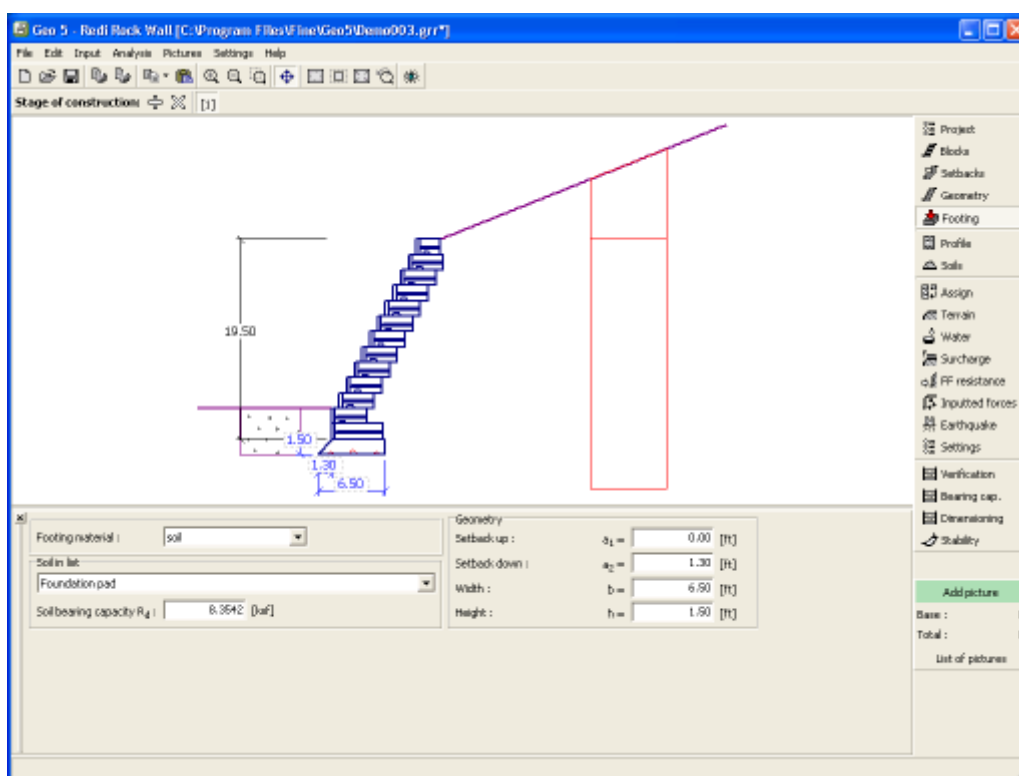 Geo 5 - Redi Rock Wall [C:\Program Files\Fine\Geo5\Demo003.grr*]
File Edit Input Analysis Pictures Settings Help
Stage of construction: [1]
Project
Blocks
Setbacks
Geometry
Footing
Profile
Soils
Assign
Terrain
Water
Surcharge
FF resistance
Inputted forces
Earthquake
Settings
Verification
Bearing cap.
Dimensioning
Stability
Add picture
Base :
Total :
List of pictures
19.50
1.50
1.30
6.50
Footing material : soil
Soil in list
Foundation pad
Soil bearing capacity Rd : 8.3542 [ksf]
Geometry
Setback up : a1 = 0.00 [ft]
Setback down : a2 = 1.30 [ft]
Width : b = 6.50 [ft]
Height : h = 1.50 [ft]